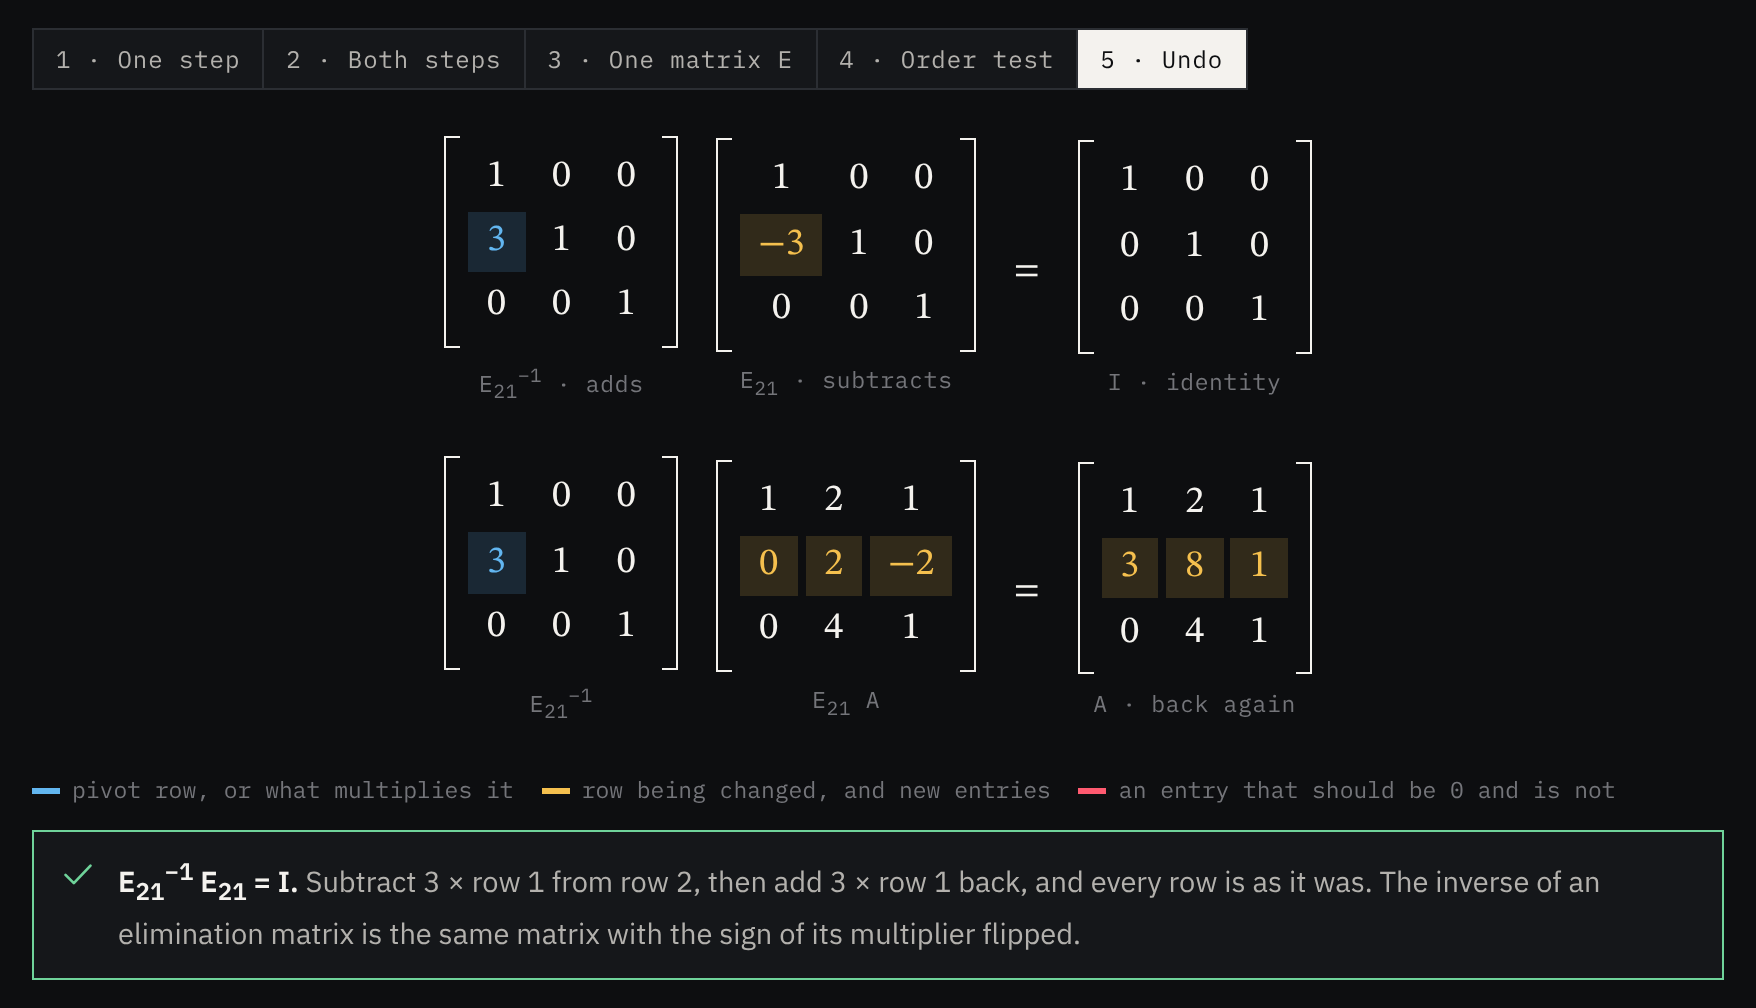 1 · One step 2 · Both steps 3 · One matrix E 4 · Order test 5 · Undo
1 0 0 1 0 0 1 0 0
3 1 0 −3 1 0 = 0 1 0
0 0 1 0 0 1 0 0 1
E₂₁⁻¹ · adds E₂₁ · subtracts I · identity
1 0 0 1 2 1 1 2 1
3 1 0 0 2 −2 = 3 8 1
0 0 1 0 4 1 0 4 1
E₂₁⁻¹ E₂₁ A A · back again
pivot row, or what multiplies it row being changed, and new entries an entry that should be 0 and is not
E₂₁⁻¹ E₂₁ = I. Subtract 3 × row 1 from row 2, then add 3 × row 1 back, and every row is as it was. The inverse of an
elimination matrix is the same matrix with the sign of its multiplier flipped.